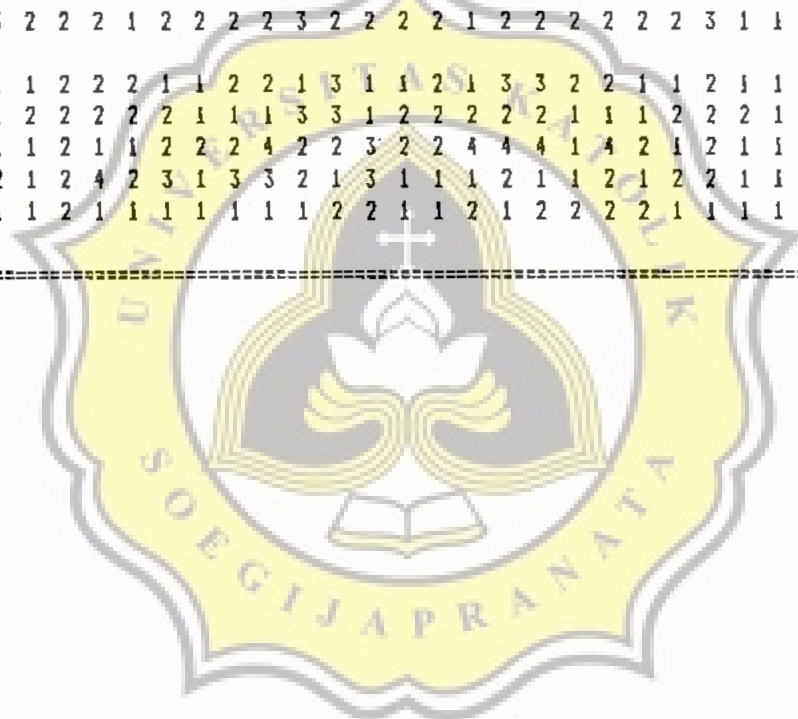 2 2 2 1 2 2 2 2 3 2 2 2 2 1 2 2 2 2 2 2 3 1 1
1 2 2 2 1 1 2 2 1 3 1 1 2 1 3 3 2 2 1 1 2 1 1
2 2 2 2 2 1 1 1 3 3 1 2 2 2 2 2 1 1 1 2 2 2 1
1 2 1 1 2 2 2 4 2 2 3 2 2 4 4 4 1 4 2 1 2 1 1
1 2 4 2 3 1 3 3 2 1 3 1 1 1 2 1 1 2 1 2 2 1 1
1 2 1 1 1 1 1 1 1 2 2 1 1 2 1 2 2 2 2 1 1 1 1
UNIVERSITAS KATOLIK
SOEGIJAPRANATA